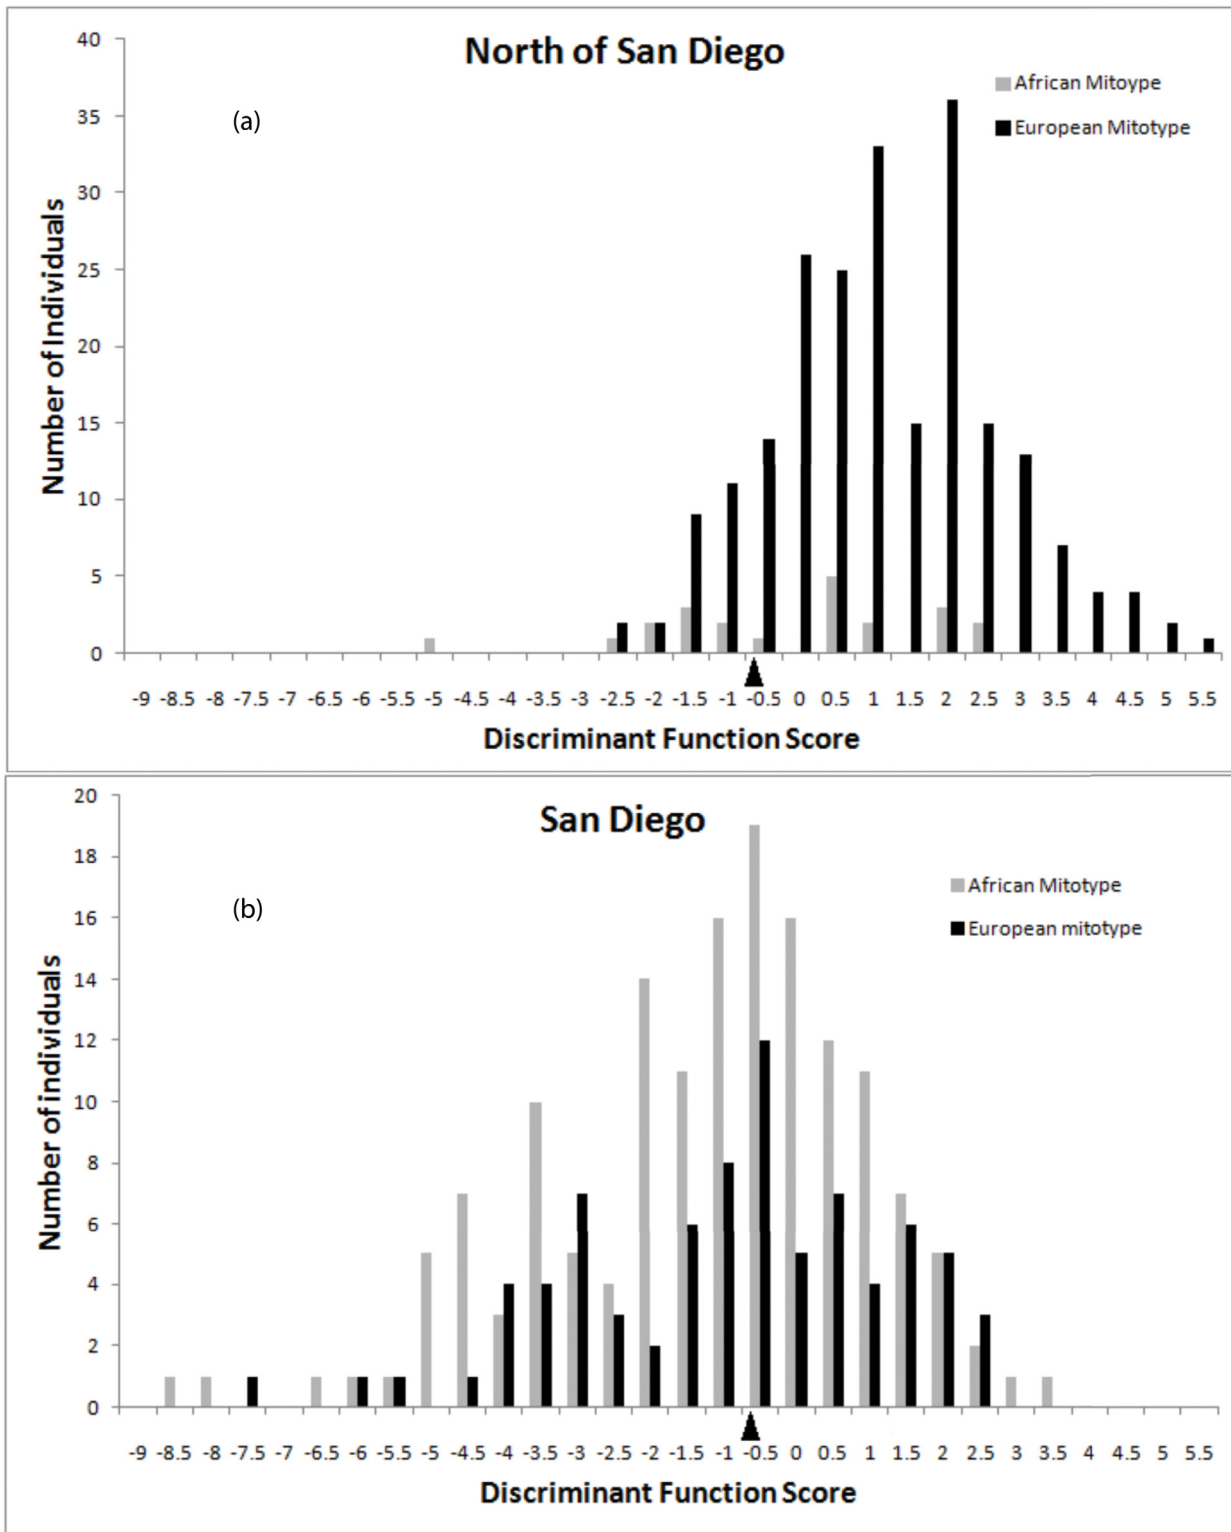 North of San Diego
(a)
African Mitoype
European Mitotype
Number of Individuals
40
35
30
25
20
15
10
5
0
-9 -8.5 -8 -7.5 -7 -6.5 -6 -5.5 -5 -4.5 -4 -3.5 -3 -2.5 -2 -1.5 -1 -0.5 0 0.5 1 1.5 2 2.5 3 3.5 4 4.5 5 5.5
Discriminant Function Score
San Diego
(b)
African Mitotype
European mitotype
Number of individuals
20
18
16
14
12
10
8
6
4
2
0
-9 -8.5 -8 -7.5 -7 -6.5 -6 -5.5 -5 -4.5 -4 -3.5 -3 -2.5 -2 -1.5 -1 -0.5 0 0.5 1 1.5 2 2.5 3 3.5 4 4.5 5 5.5
Discriminant Function Score